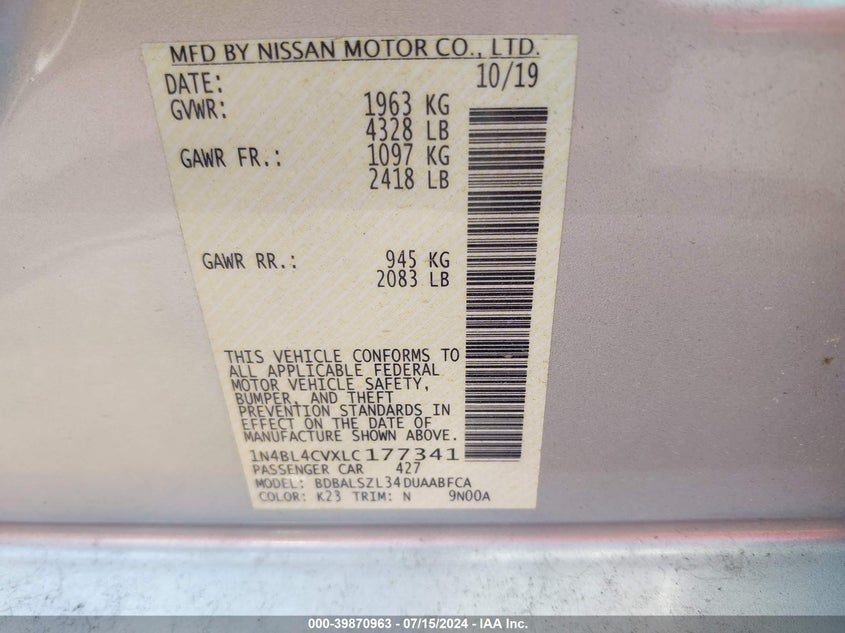 MFD BY NISSAN MOTOR CO., LTD.
DATE: 10/19
GVWR: 1963 KG
4328 LB
GAWR FR.: 1097 KG
2418 LB
GAWR RR.: 945 KG
2083 LB
THIS VEHICLE CONFORMS TO
ALL APPLICABLE FEDERAL
MOTOR VEHICLE SAFETY,
BUMPER, AND THEFT
PREVENTION STANDARDS IN
EFFECT ON THE DATE OF
MANUFACTURE SHOWN ABOVE.
1N4BL4CVXLC177341
PASSENGER CAR 427
MODEL: BDBALSZL34DUAABFCA
COLOR: K23 TRIM: N 9N00A
000-39870963 - 07/15/2024 - IAA Inc.